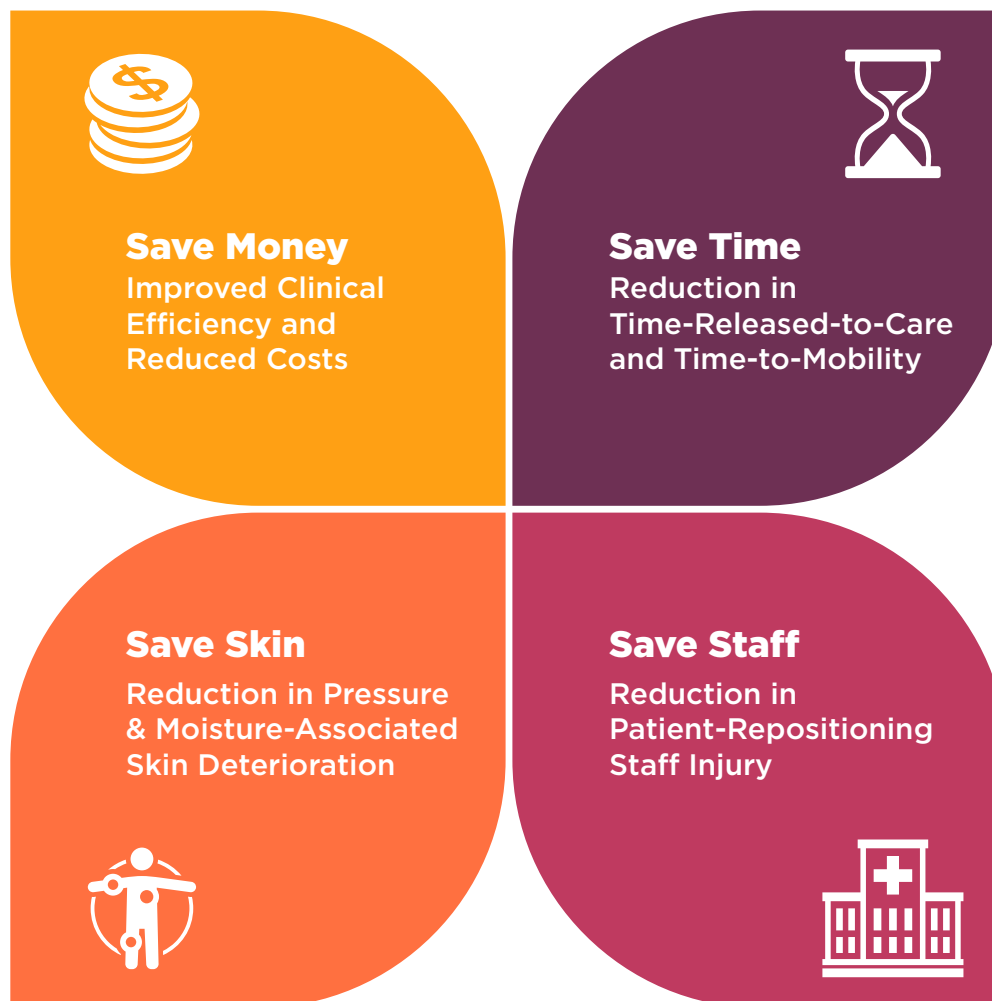 $
Save Money
Improved Clinical
Efficiency and
Reduced Costs
Save Time
Reduction in
Time-Released-to-Care
and Time-to-Mobility
Save Skin
Reduction in Pressure
& Moisture-Associated
Skin Deterioration
Save Staff
Reduction in
Patient-Repositioning
Staff Injury